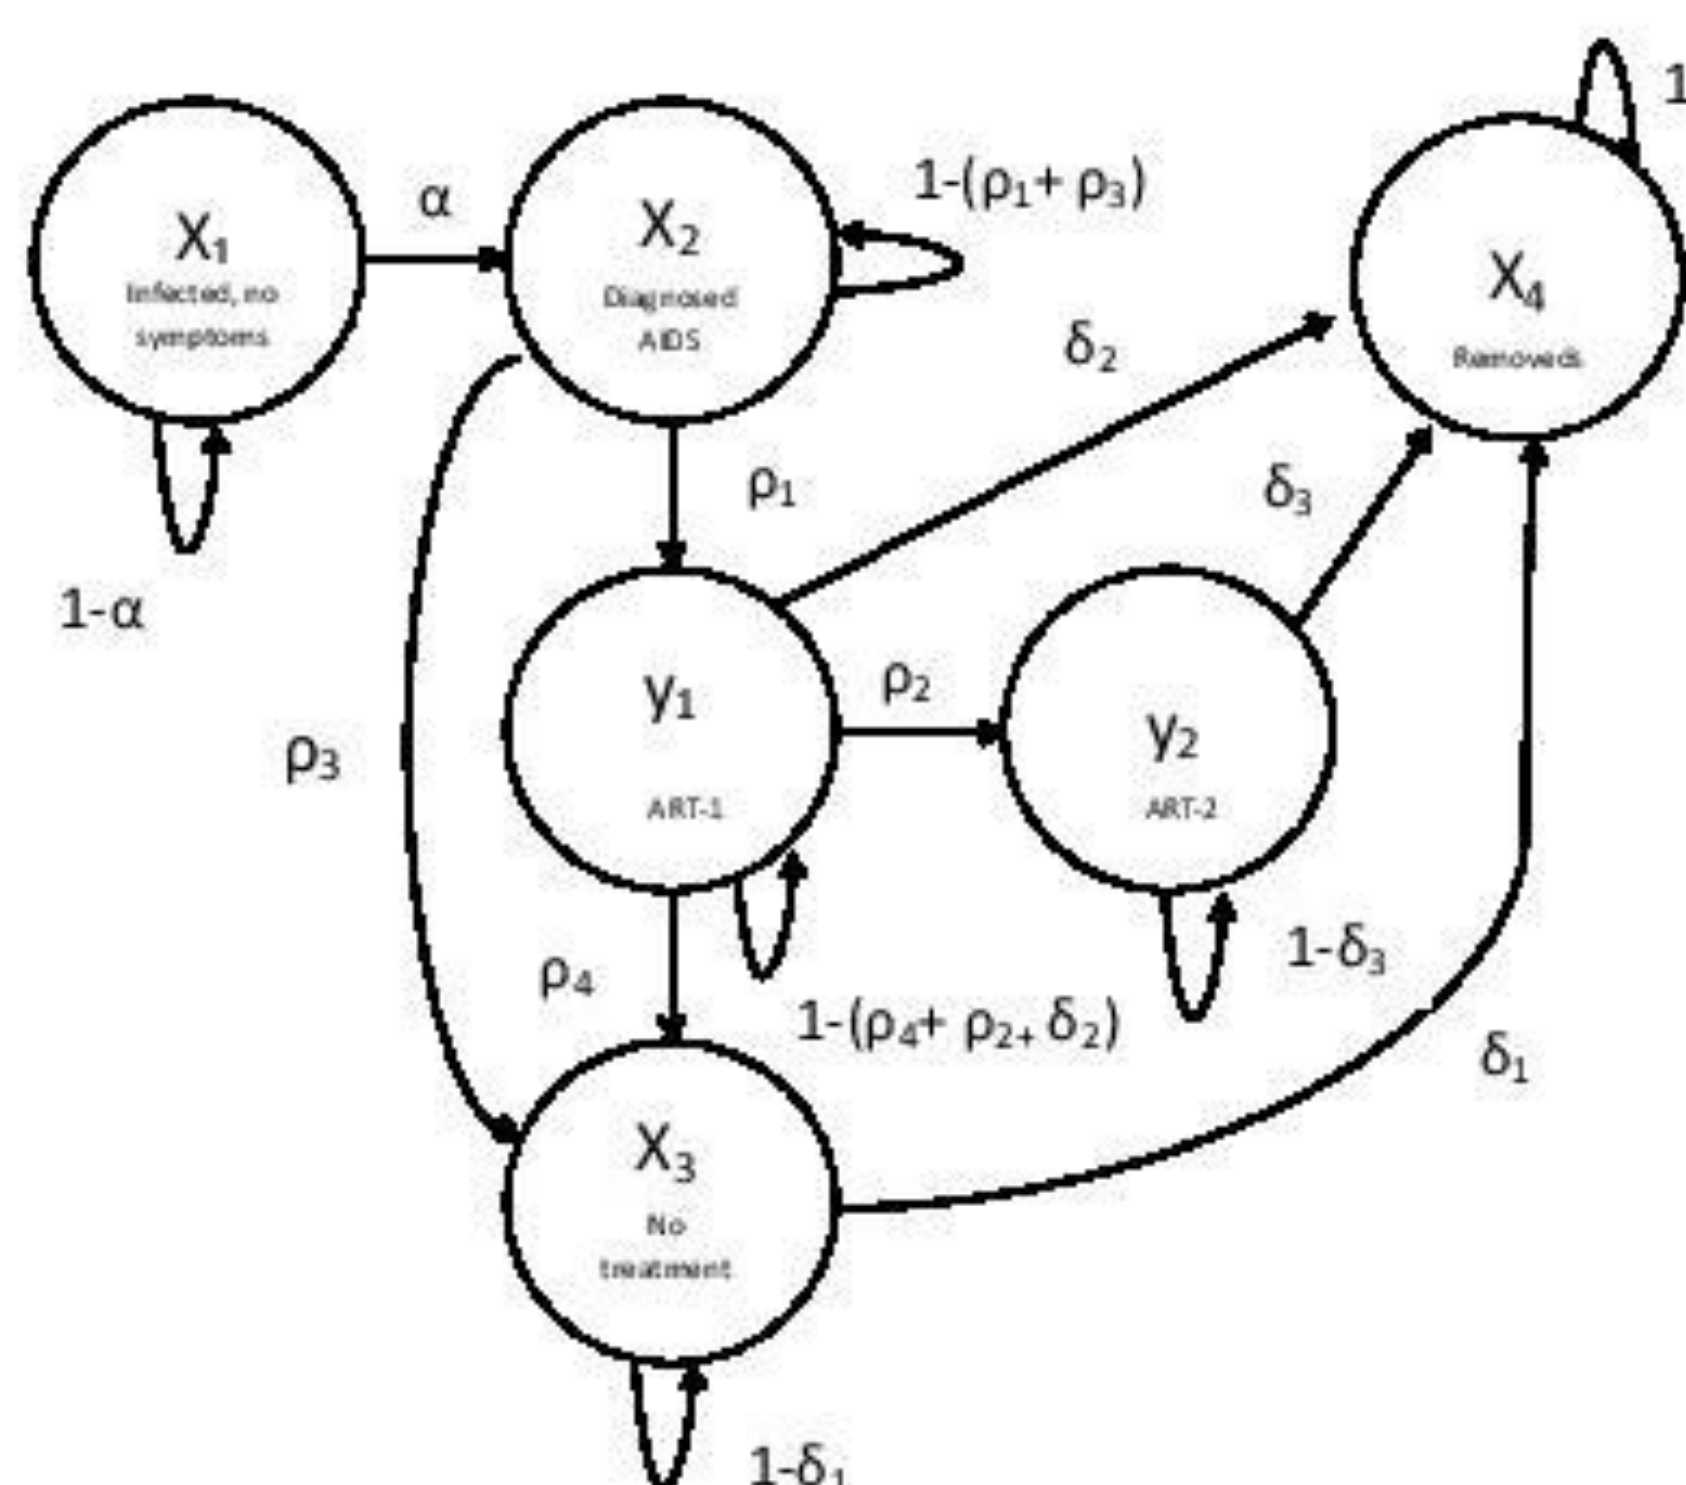 X₁
Infected, no
symptoms
α
1-α
X₂
Diagnosed
AIDS
1-(ρ₁+ ρ₃)
1
X₄
Removeds
δ₂
δ₃
ρ₁
ρ₃
y₁
ART-1
ρ₂
y₂
ART-2
ρ₄
1-(ρ₄+ ρ₂₊ δ₂)
1-δ₃
δ₁
X₃
No
treatment
1-δ₁